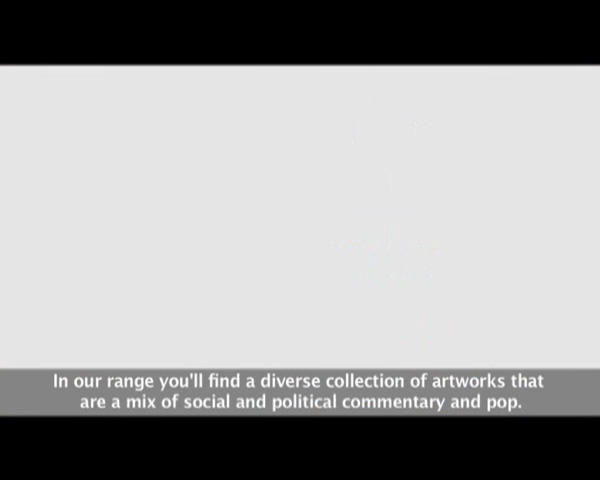 In our range you'll find a diverse collection of artworks that
are a mix of social and political commentary and pop.